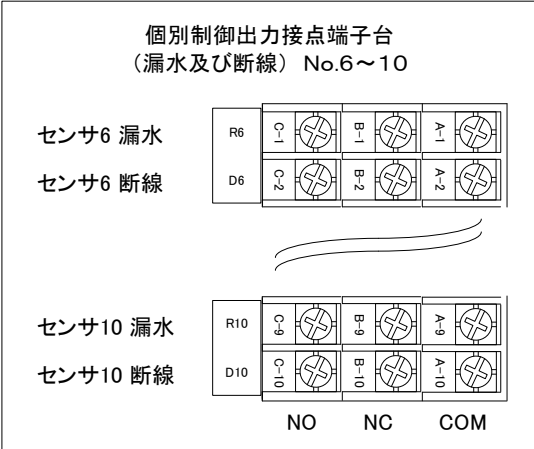 個別制御出力接点端子台
（漏水及び断線）No.6～10
センサ6 漏水 R6 C-1 B-1 A-1
センサ6 断線 D6 C-2 B-2 A-2
センサ10 漏水 R10 C-9 B-9 A-9
センサ10 断線 D10 C-10 B-10 A-10
NO NC COM